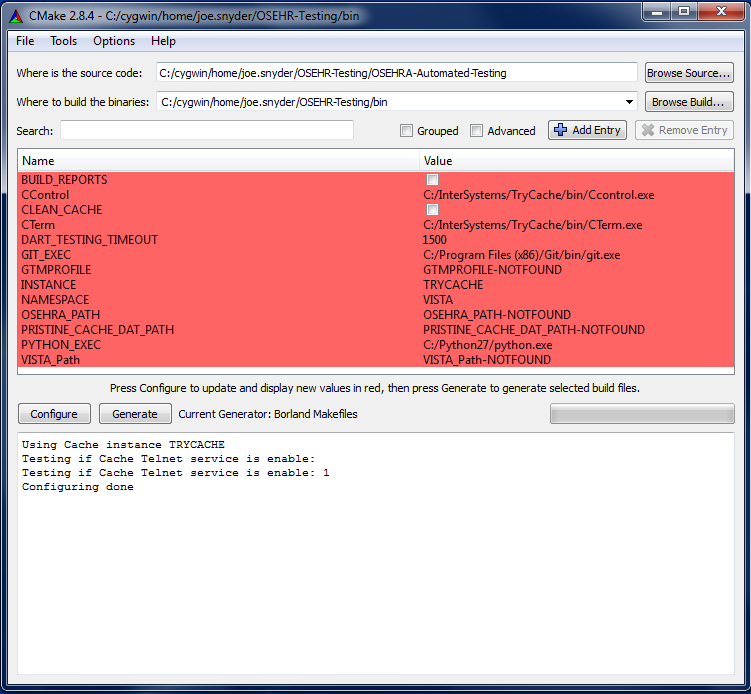 CMake 2.8.4 - C:/cygwin/home/joe.snyder/OSEHR-Testing/bin
File Tools Options Help
Where is the source code: C:/cygwin/home/joe.snyder/OSEHR-Testing/OSEHRA-Automated-Testing Browse Source...
Where to build the binaries: C:/cygwin/home/joe.snyder/OSEHR-Testing/bin Browse Build...
Search: Grouped Advanced Add Entry Remove Entry
Name Value
BUILD_REPORTS
CControl C:/InterSystems/TryCache/bin/Ccontrol.exe
CLEAN_CACHE
CTerm C:/InterSystems/TryCache/bin/CTerm.exe
DART_TESTING_TIMEOUT 1500
GIT_EXEC C:/Program Files (x86)/Git/bin/git.exe
GTMPROFILE GTMPROFILE-NOTFOUND
INSTANCE TRYCACHE
NAMESPACE VISTA
OSEHRA_PATH OSEHRA_PATH-NOTFOUND
PRISTINE_CACHE_DAT_PATH PRISTINE_CACHE_DAT_PATH-NOTFOUND
PYTHON_EXEC C:/Python27/python.exe
VISTA_Path VISTA_Path-NOTFOUND
Press Configure to update and display new values in red, then press Generate to generate selected build files.
Configure Generate Current Generator: Borland Makefiles
Using Cache instance TRYCACHE
Testing if Cache Telnet service is enable:
Testing if Cache Telnet service is enable: 1
Configuring done